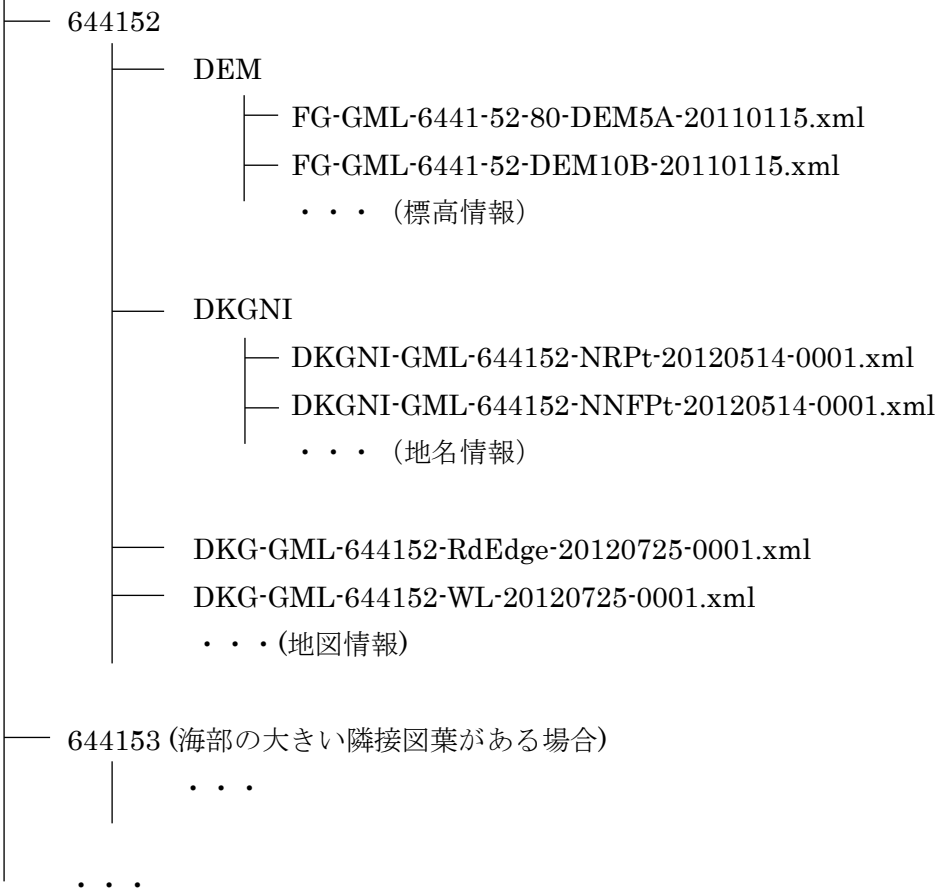 644152
DEM
FG-GML-6441-52-80-DEM5A-20110115.xml
FG-GML-6441-52-DEM10B-20110115.xml
・・・（標高情報）
DKGNI
DKGNI-GML-644152-NRPt-20120514-0001.xml
DKGNI-GML-644152-NNFPt-20120514-0001.xml
・・・（地名情報）
DKG-GML-644152-RdEdge-20120725-0001.xml
DKG-GML-644152-WL-20120725-0001.xml
・・・(地図情報)
644153 (海部の大きい隣接図葉がある場合)
・・・
・・・